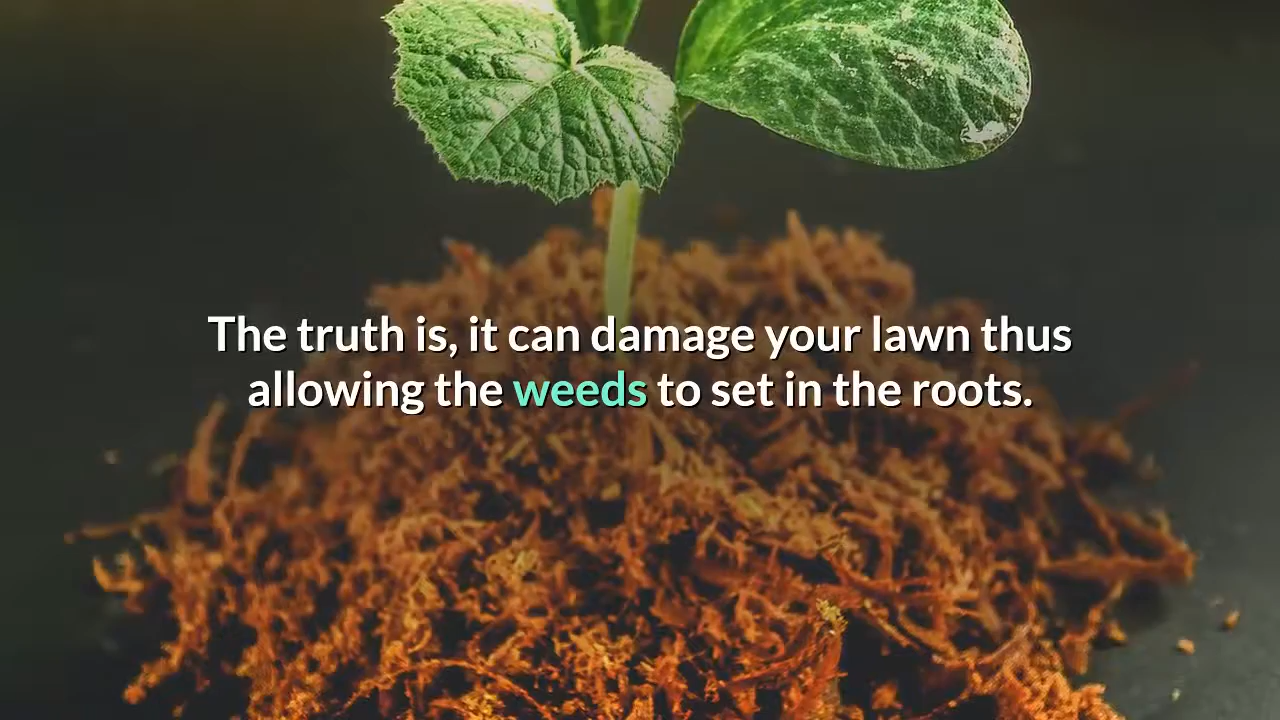 The truth is, it can damage your lawn thus
allowing the weeds to set in the roots.